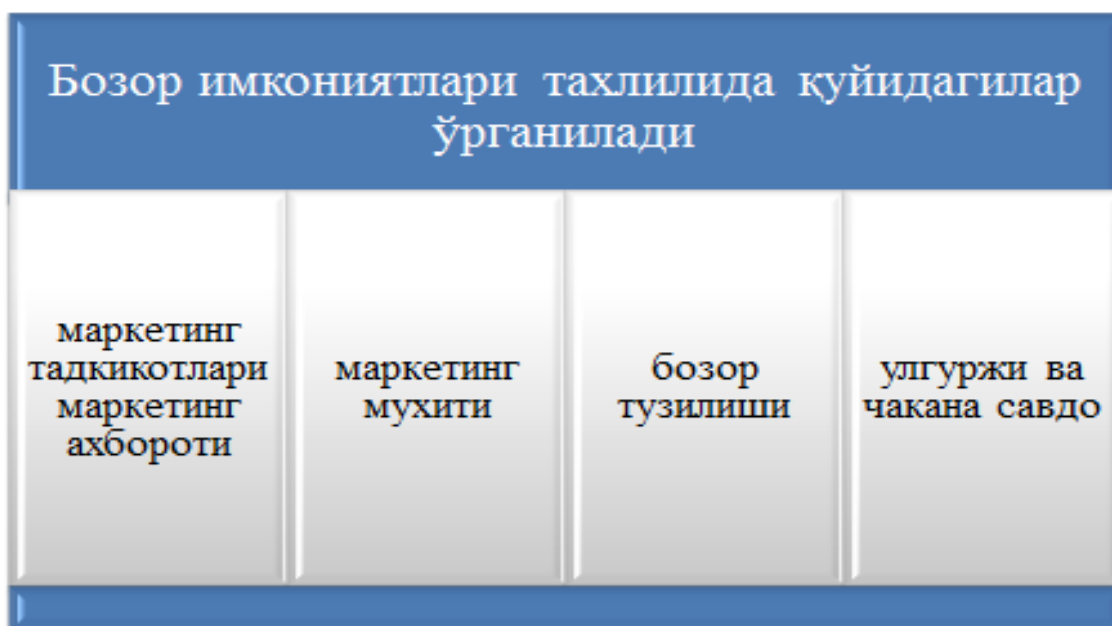 Бозор имкониятлари тахлилида қуйидагилар
ўрганилади
маркетинг
тадкикотлари
маркетинг
ахбороти
маркетинг
мухити
бозор
тузилиши
улгуржи ва
чакана савдо